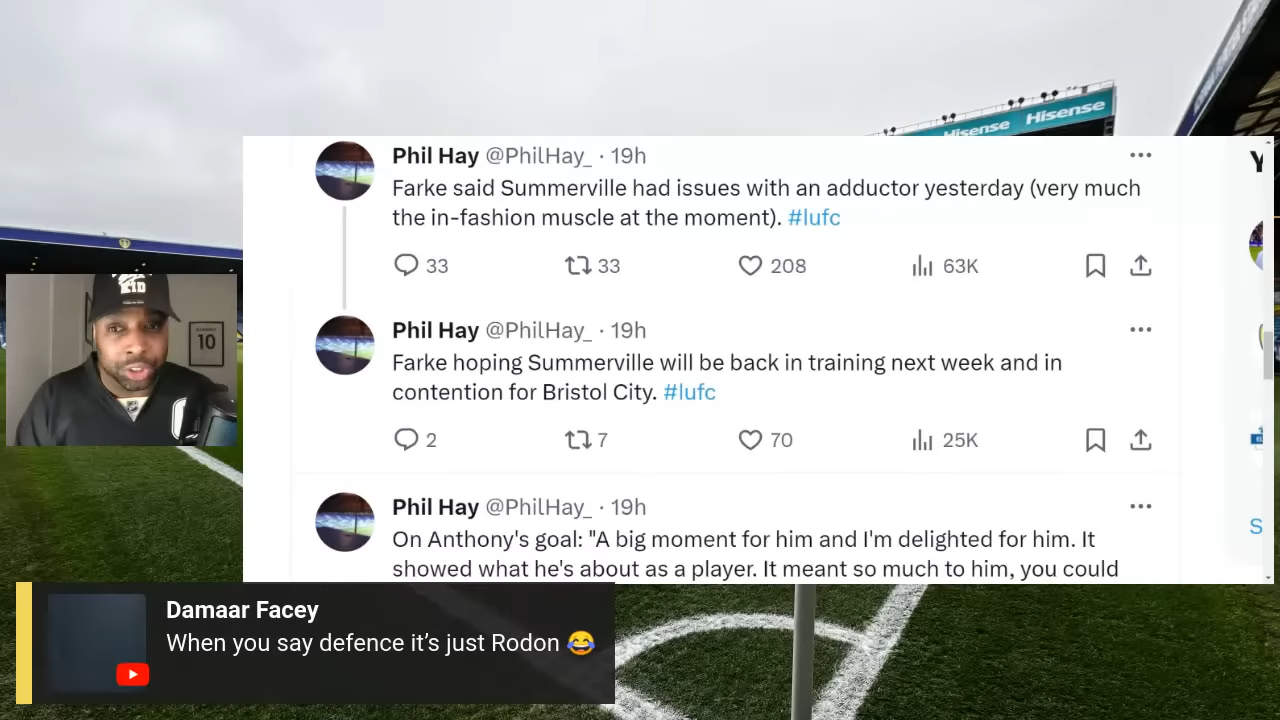 Hisense Hisense
Phil Hay @PhilHay_ · 19h
Farke said Summerville had issues with an adductor yesterday (very much
the in-fashion muscle at the moment). #lufc
33 33 208 63K
Phil Hay @PhilHay_ · 19h
Farke hoping Summerville will be back in training next week and in
contention for Bristol City. #lufc
2 7 70 25K
Phil Hay @PhilHay_ · 19h
On Anthony's goal: "A big moment for him and I'm delighted for him. It
showed what he's about as a player. It meant so much to him, you could
Y
S
KID
10
Damaar Facey
When you say defence it’s just Rodon 😂